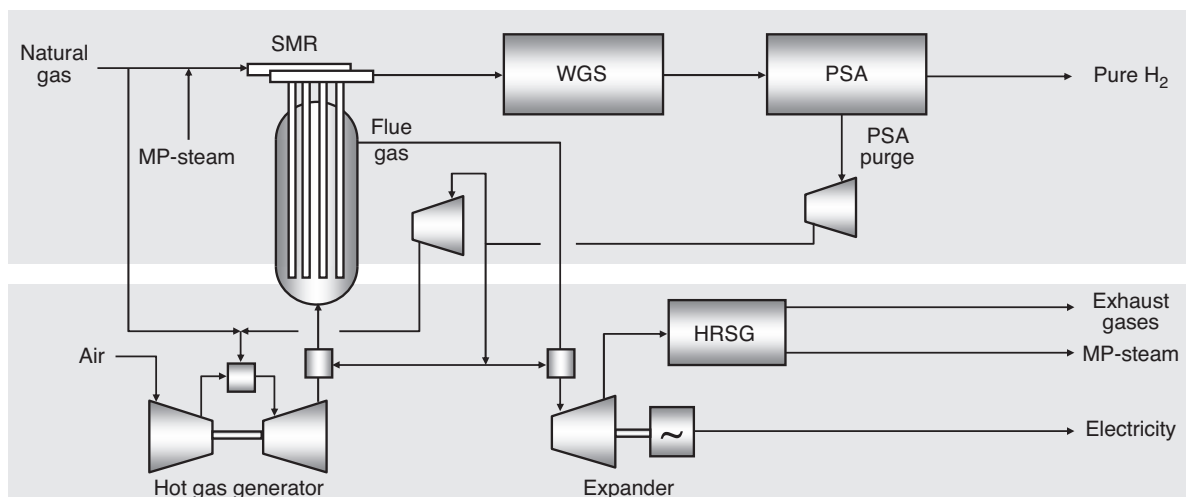 SMR
Natural
gas
WGS
PSA
Pure H₂
MP-steam
Flue
gas
PSA
purge
Air
HRSG
Exhaust
gases
MP-steam
~
Electricity
Hot gas generator
Expander